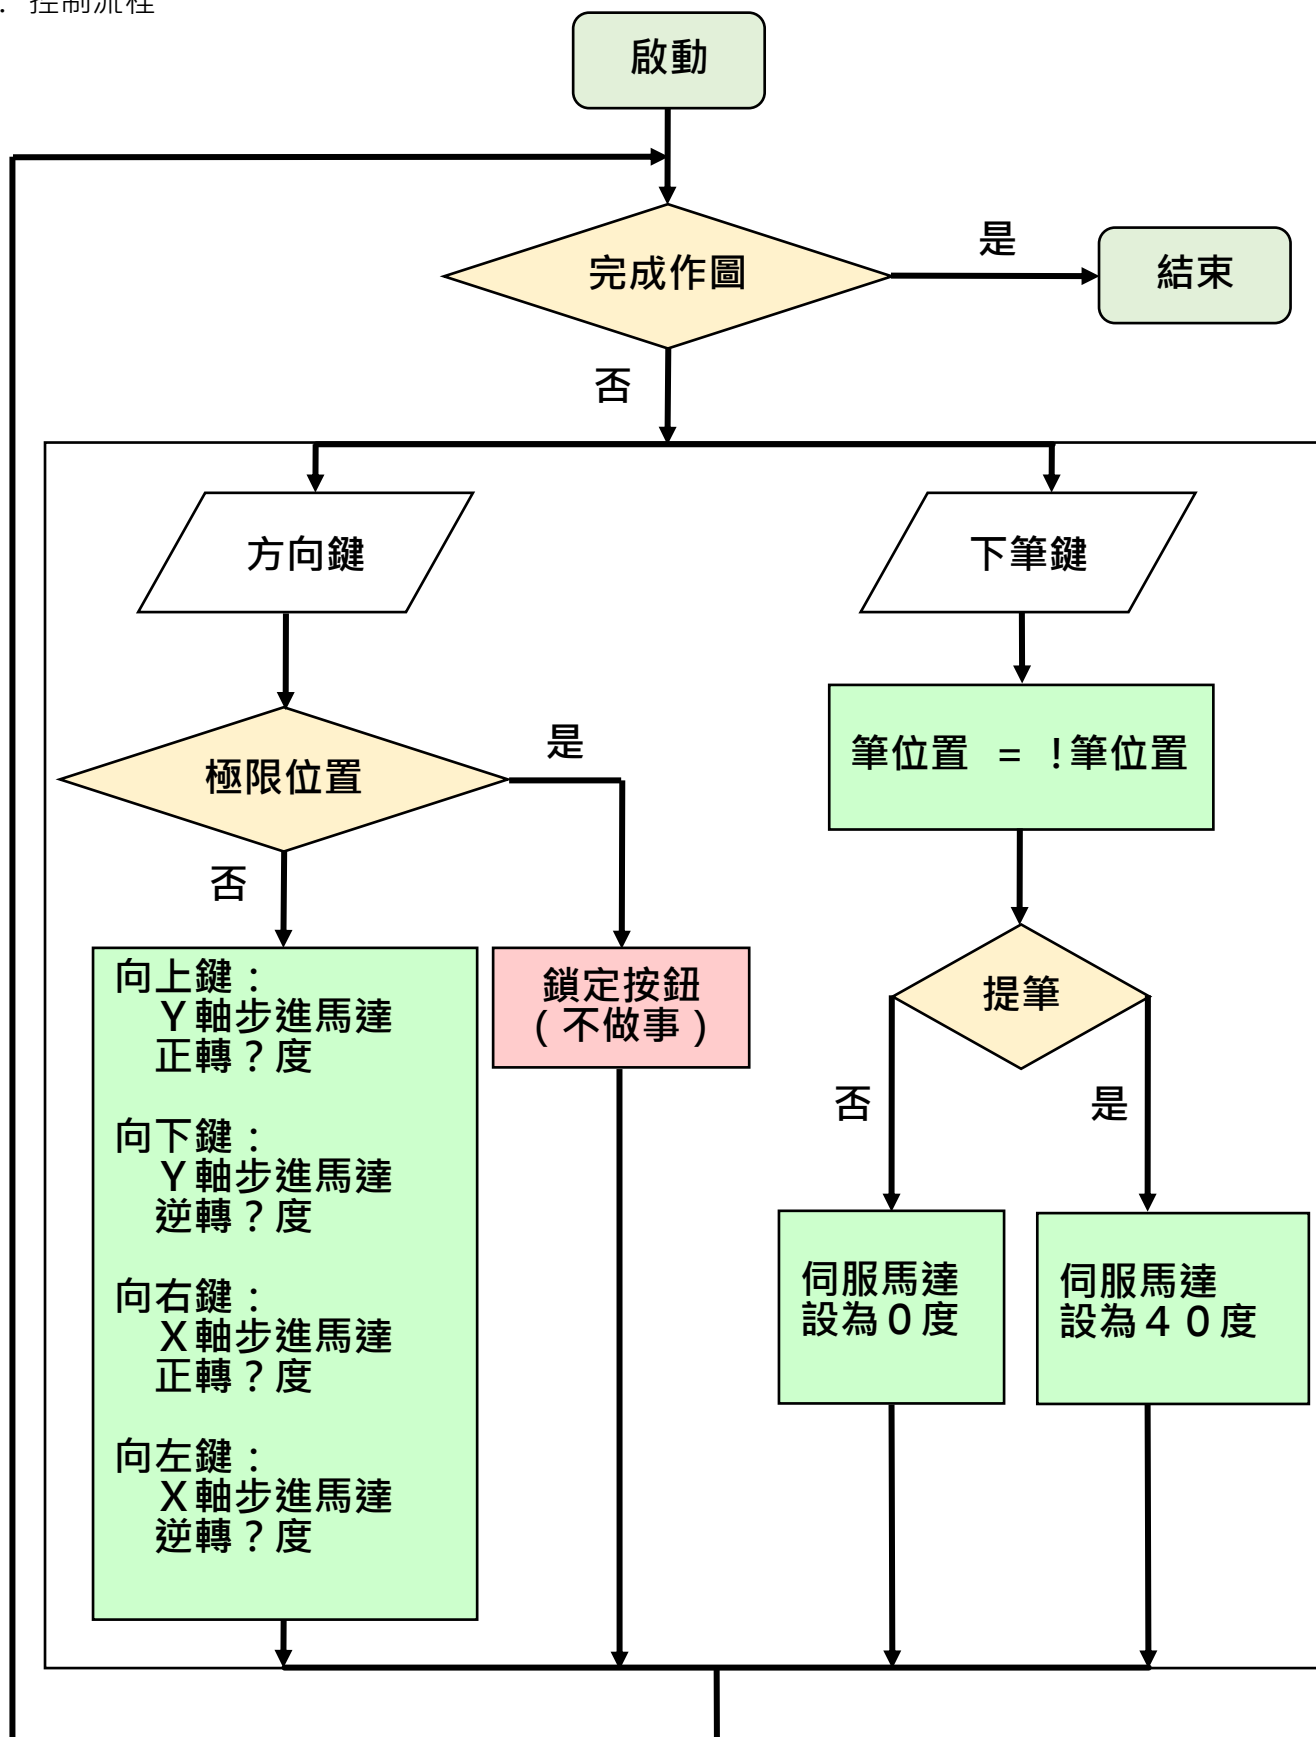 . 控制流程
啟動
完成作圖
是
結束
否
方向鍵
下筆鍵
極限位置
是
筆位置 = !筆位置
否
向上鍵：
Ｙ軸步進馬達
正轉？度
向下鍵：
Ｙ軸步進馬達
逆轉？度
向右鍵：
Ｘ軸步進馬達
正轉？度
向左鍵：
Ｘ軸步進馬達
逆轉？度
鎖定按鈕
(不做事)
提筆
否
是
伺服馬達
設為０度
伺服馬達
設為４０度